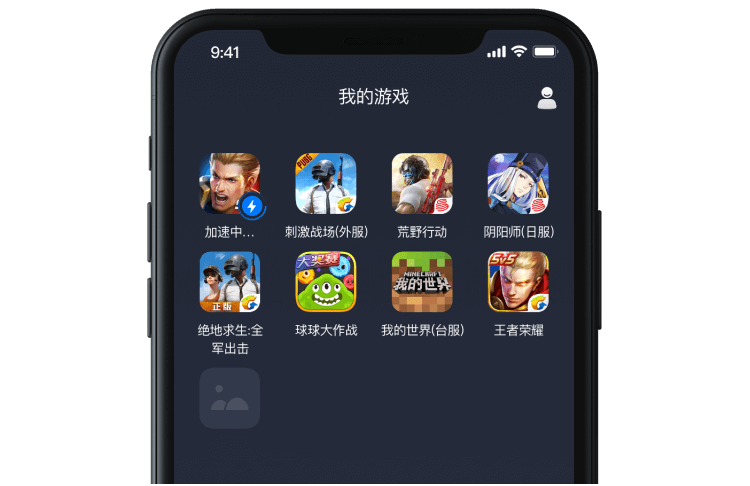 9:41
我的游戏
PUBG
加速中...
刺激战场(外服)
荒野行动
阴阳师(日服)
正版
大奖赛
MINECRAFT
我的世界
5V5
绝地求生:全
军出击
球球大作战
我的世界(台服)
王者荣耀